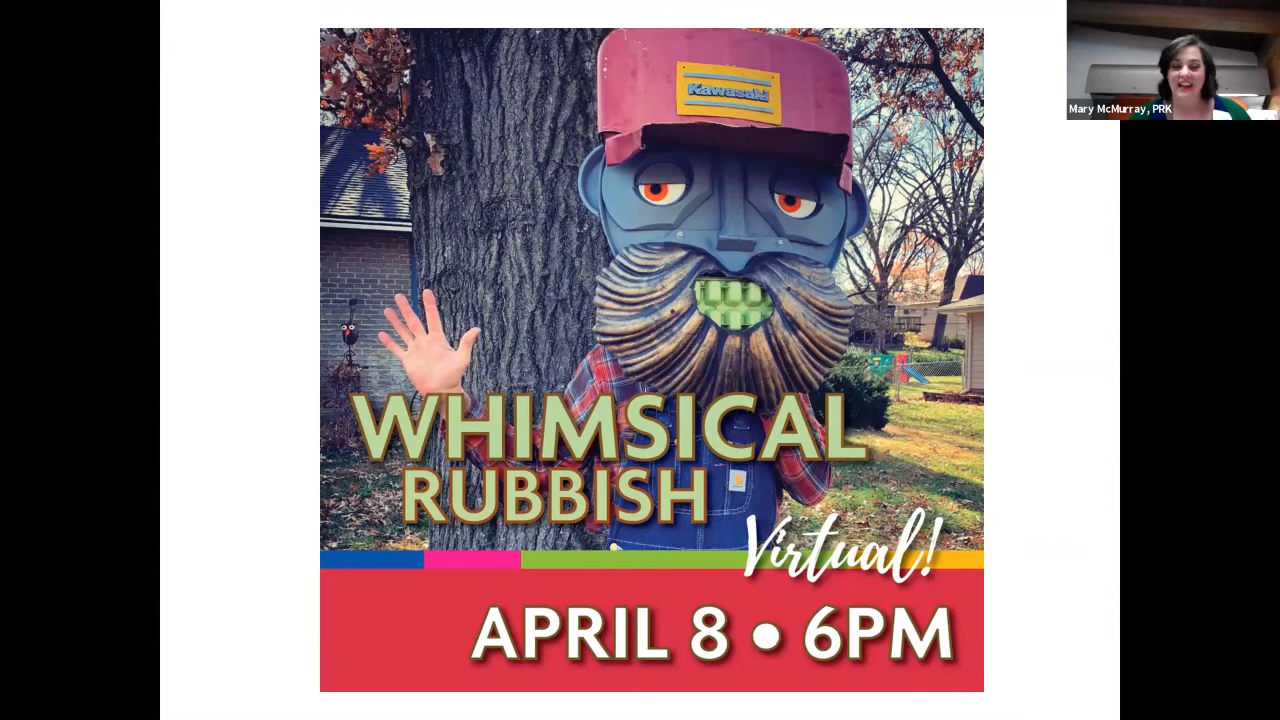 Kawasaki
Mary McMurray, PRK
WHIMSICAL
RUBBISH
Virtual!
APRIL 8 • 6PM